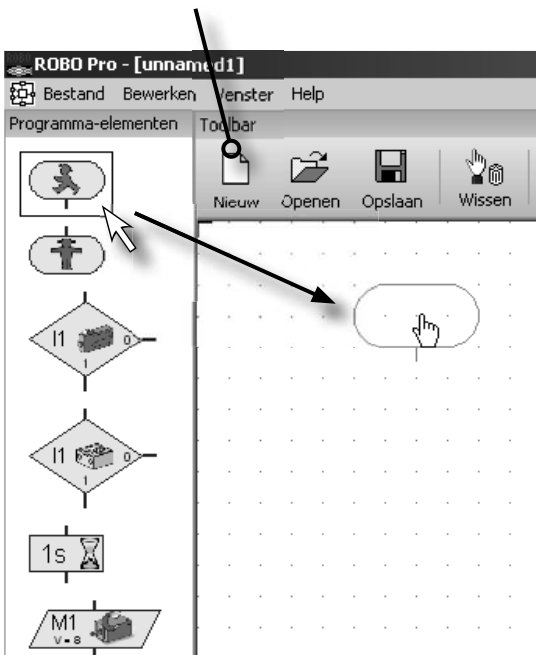 ROBO Pro - [unnamed1]
Bestand Bewerken Venster Help
Programma-elementen Toolbar
Nieuw Openen Opslaan Wissen
I1 0
1
I1 0
1
1s
M1
V = 8